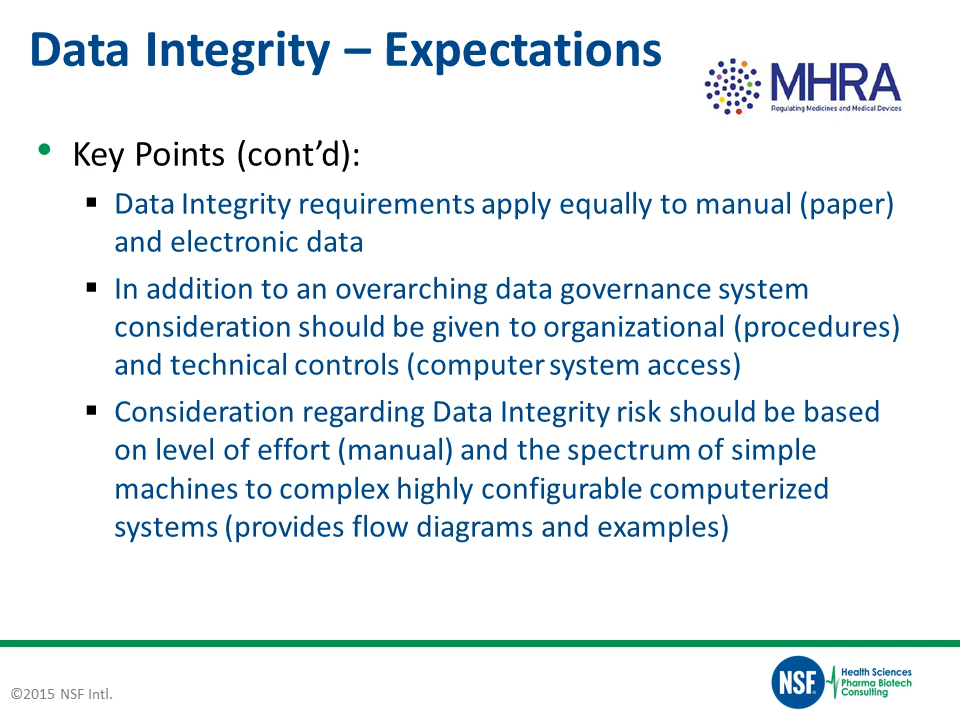 Data Integrity – Expectations
MHRA
Regulating Medicines and Medical Devices
• Key Points (cont’d):
▪ Data Integrity requirements apply equally to manual (paper)
and electronic data
▪ In addition to an overarching data governance system
consideration should be given to organizational (procedures)
and technical controls (computer system access)
▪ Consideration regarding Data Integrity risk should be based
on level of effort (manual) and the spectrum of simple
machines to complex highly configurable computerized
systems (provides flow diagrams and examples)
©2015 NSF Intl.
NSF
Health Sciences
Pharma Biotech
Consulting